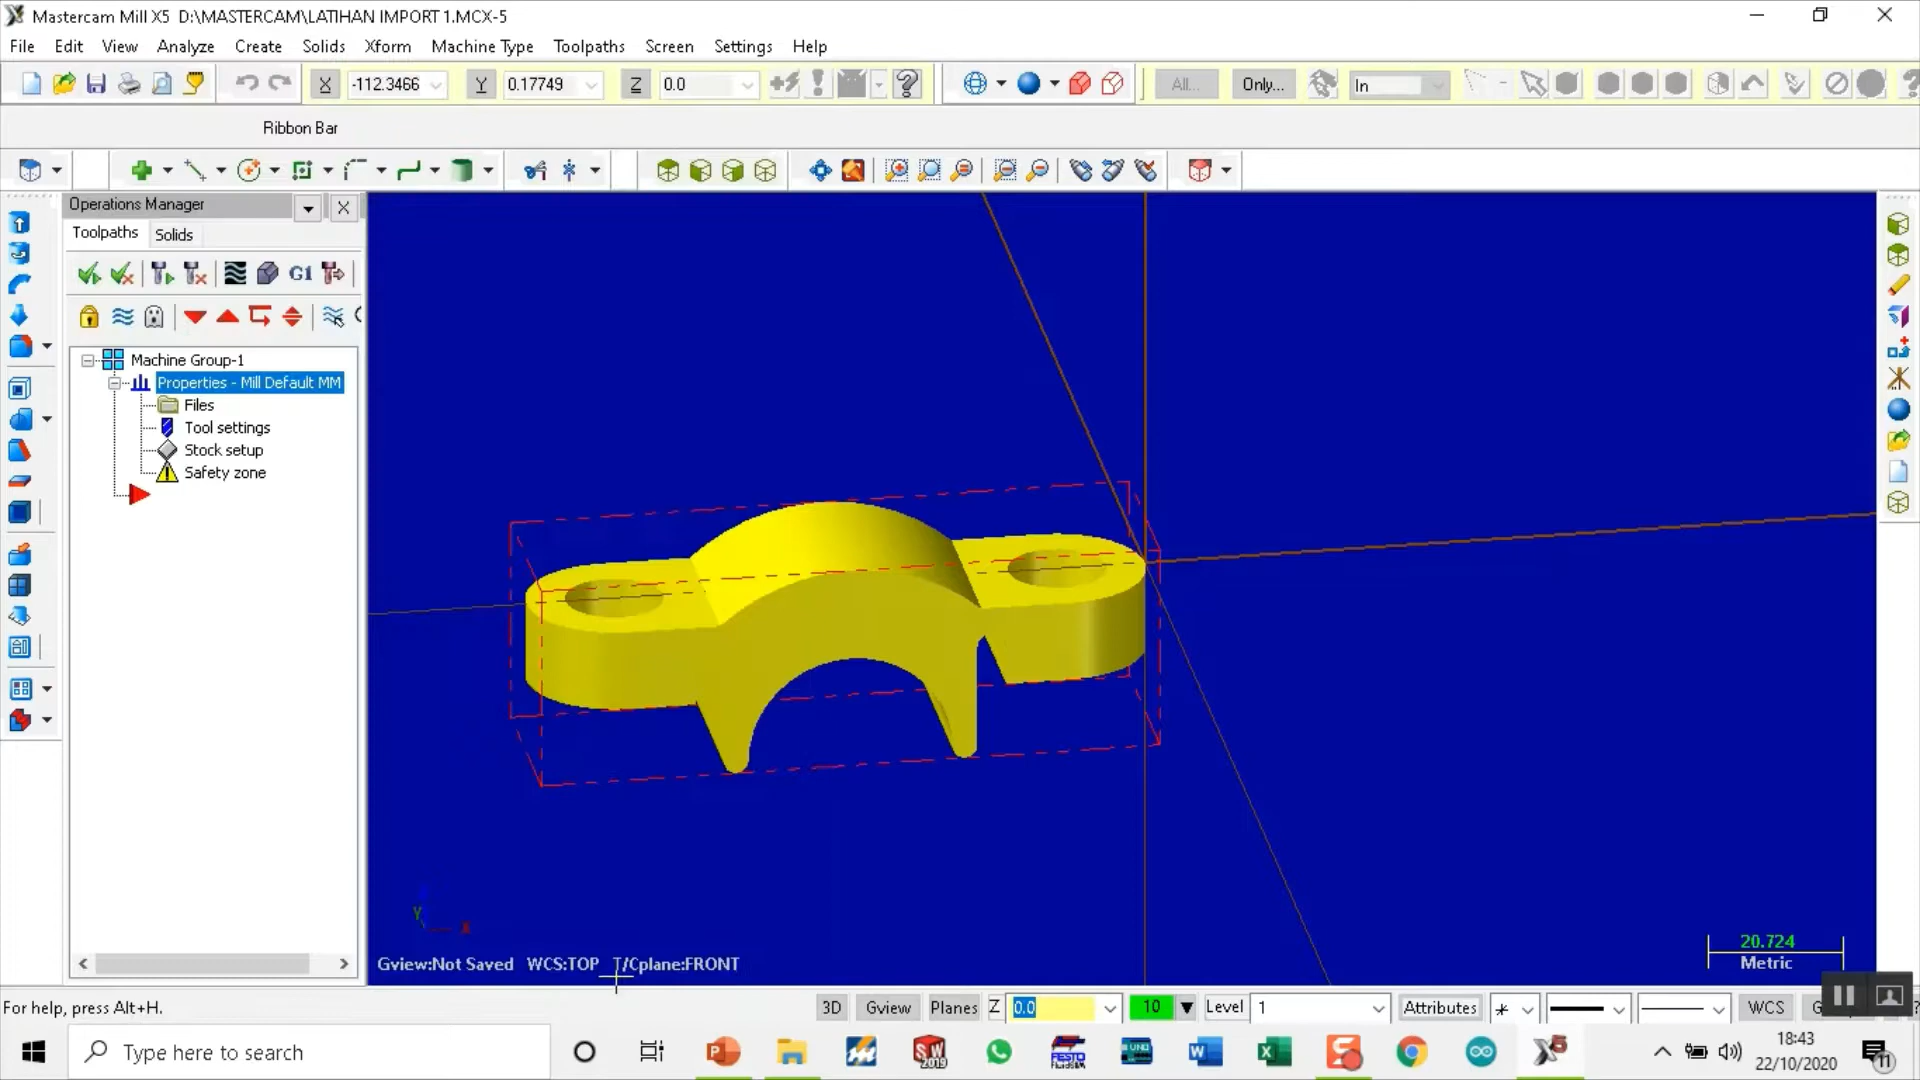 Mastercam Mill X5 D:\MASTERCAM\LATIHAN IMPORT 1.MCX-5
File Edit View Analyze Create Solids Xform Machine Type Toolpaths Screen Settings Help
X -112.3466 Y 0.17749 Z 0.0 All... Only... In
Ribbon Bar
Operations Manager
Toolpaths Solids
G1
Machine Group-1
Properties - Mill Default MM
Files
Tool settings
Stock setup
Safety zone
Y
X
20.724
Metric
Gview:Not Saved WCS:TOP T/Cplane:FRONT
For help, press Alt+H.
3D Gview Planes Z 0.0 10 Level 1 Attributes * WCS G
Type here to search
18:43
22/10/2020
11